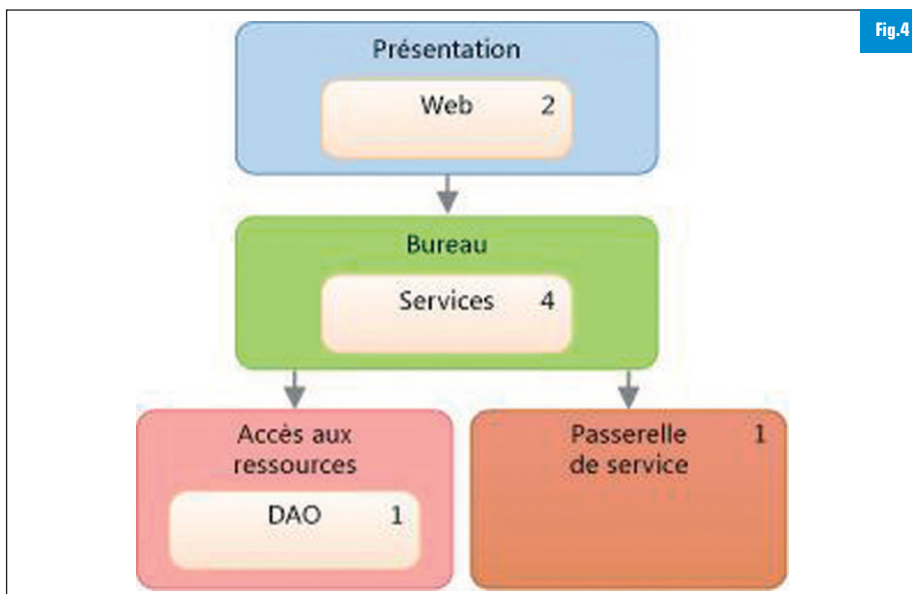 Fig.4
Présentation
Web 2
Bureau
Services 4
Accès aux
ressources
DAO 1
Passerelle 1
de service